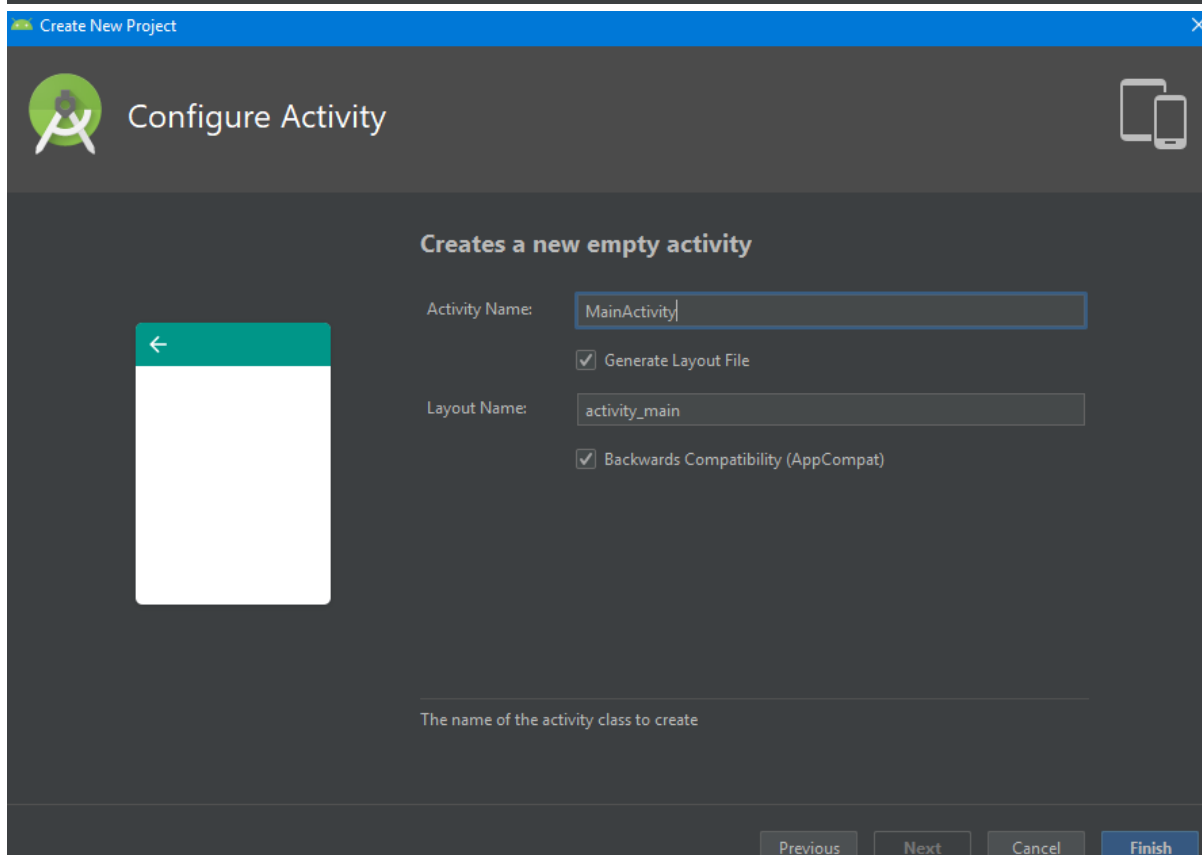 Create New Project
Configure Activity
Creates a new empty activity
Activity Name:
MainActivity
Generate Layout File
Layout Name:
activity_main
Backwards Compatibility (AppCompat)
The name of the activity class to create
Previous
Next
Cancel
Finish